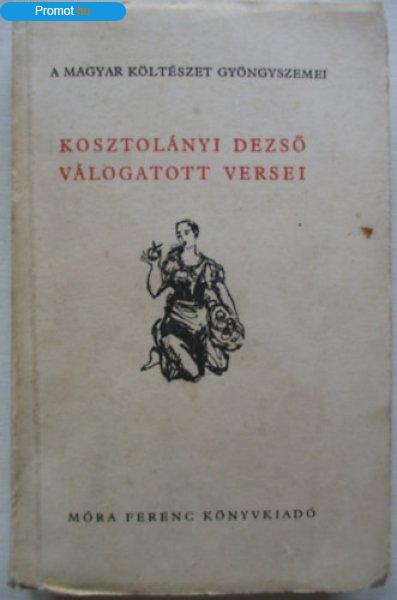 Promot.hu
A MAGYAR KÖLTÉSZET GYÖNGYSZEMEI
KOSZTOLÁNYI DEZSŐ
VÁLOGATOTT VERSEI
MÓRA FERENC KÖNYVKIADÓ